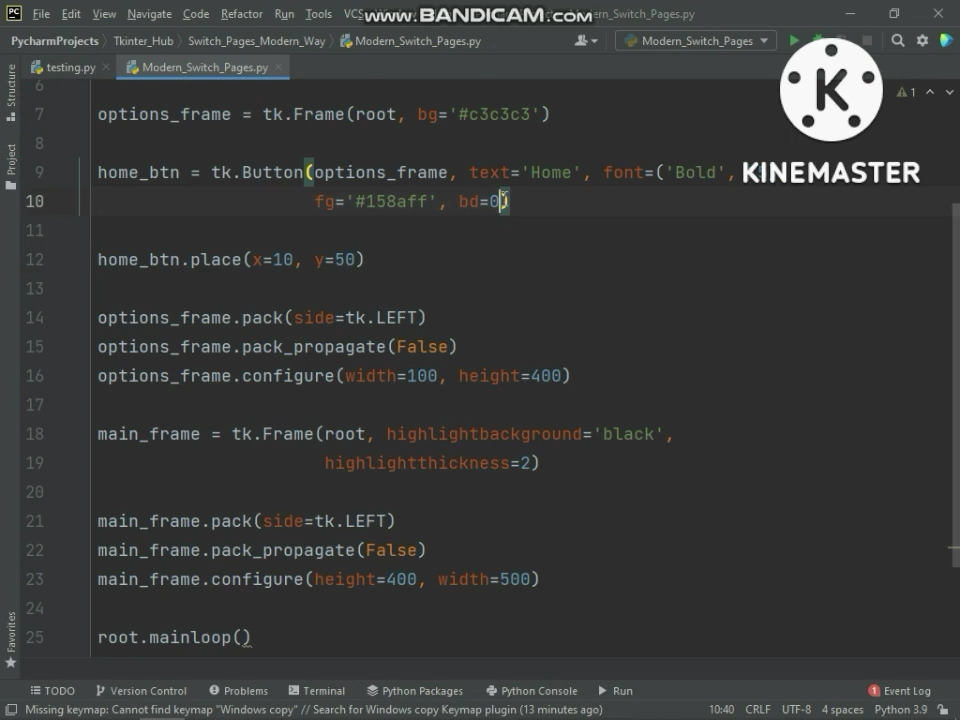 PC File Edit View Navigate Code Refactor Run Tools VCS www.BANDICAM.com Modern_Switch_Pages.py
PycharmProjects Tkinter_Hub Switch_Pages_Modern_Way Modern_Switch_Pages.py Modern_Switch_Pages
testing.py Modern_Switch_Pages.py
Structure
Project
Favorites
KINEMASTER
1
6
7 options_frame = tk.Frame(root, bg='#c3c3c3')
8
9 home_btn = tk.Button(options_frame, text='Home', font=('Bold',
10 fg='#158aff', bd=0)
11
12 home_btn.place(x=10, y=50)
13
14 options_frame.pack(side=tk.LEFT)
15 options_frame.pack_propagate(False)
16 options_frame.configure(width=100, height=400)
17
18 main_frame = tk.Frame(root, highlightbackground='black',
19 highlightthickness=2)
20
21 main_frame.pack(side=tk.LEFT)
22 main_frame.pack_propagate(False)
23 main_frame.configure(height=400, width=500)
24
25 root.mainloop()
TODO Version Control Problems Terminal Python Packages Python Console Run 1 Event Log
Missing keymap: Cannot find keymap "Windows copy" // Search for Windows copy Keymap plugin (13 minutes ago) 10:40 CRLF UTF-8 4 spaces Python 3.9